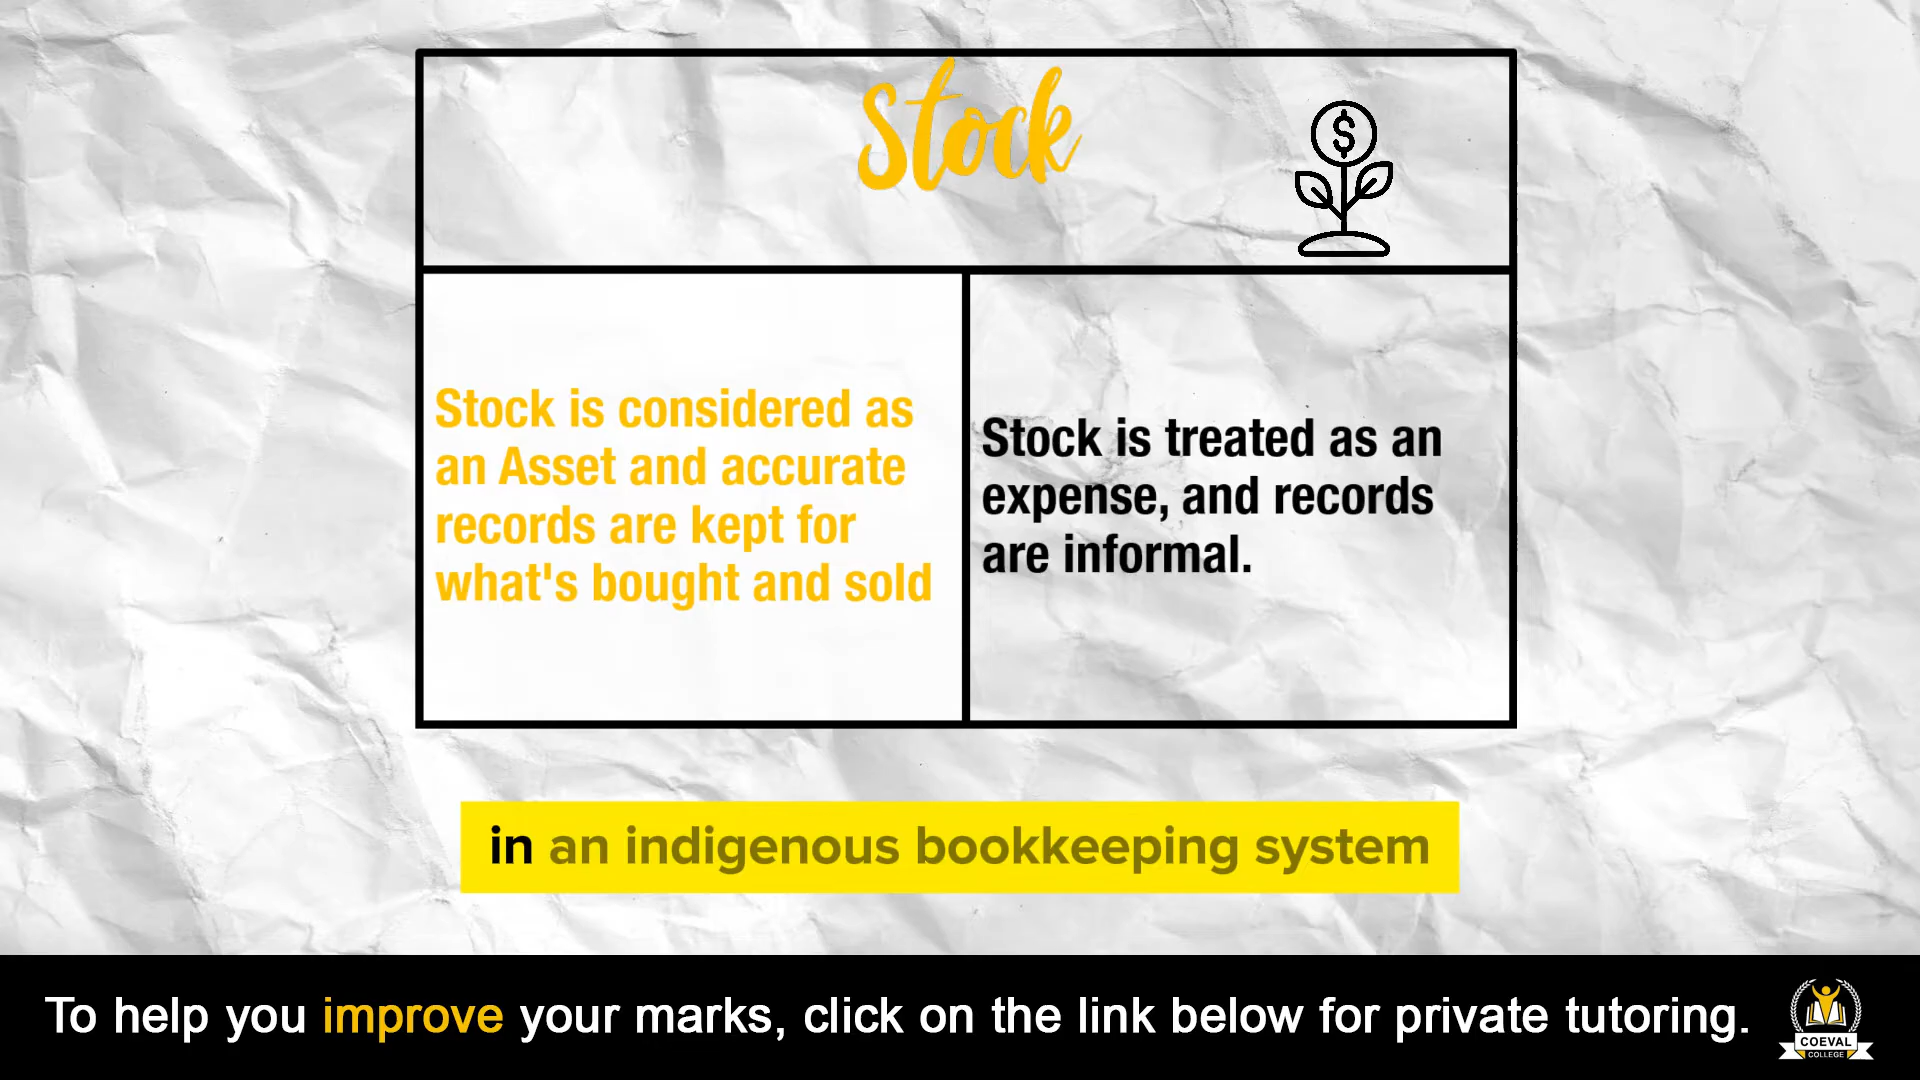 Stock
$
Stock is considered as
an Asset and accurate
records are kept for
what's bought and sold
Stock is treated as an
expense, and records
are informal.
in an indigenous bookkeeping system
To help you improve your marks, click on the link below for private tutoring.
COEVAL
COLLEGE